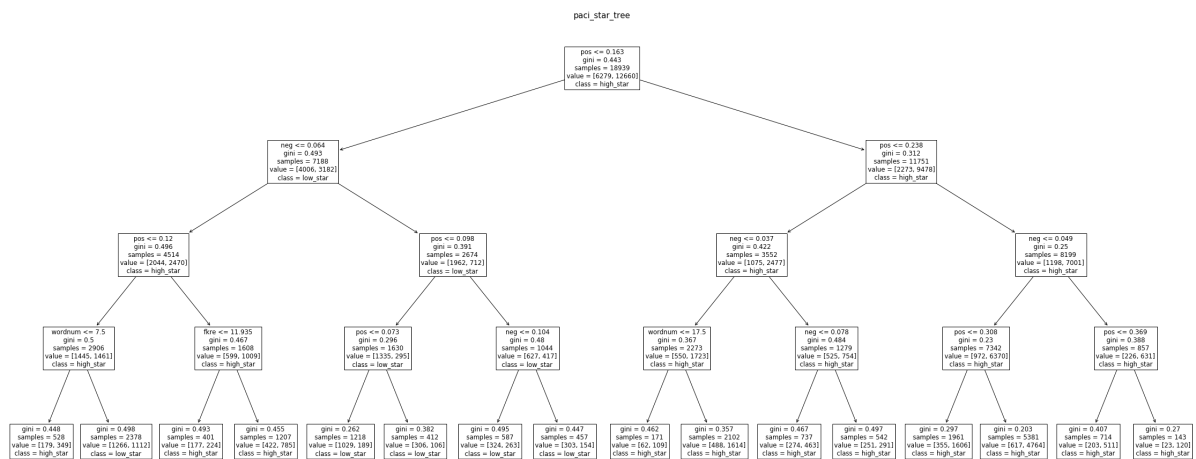 paci_star_tree
pos <= 0.163
gini = 0.443
samples = 18939
value = [6279, 12660]
class = high_star
neg <= 0.064
gini = 0.493
samples = 7188
value = [4006, 3182]
class = low_star
pos <= 0.238
gini = 0.312
samples = 11751
value = [2273, 9478]
class = high_star
pos <= 0.12
gini = 0.496
samples = 4514
value = [2044, 2470]
class = high_star
pos <= 0.098
gini = 0.391
samples = 2674
value = [1962, 712]
class = low_star
neg <= 0.037
gini = 0.422
samples = 3552
value = [1075, 2477]
class = high_star
neg <= 0.049
gini = 0.25
samples = 8199
value = [1198, 7001]
class = high_star
wordnum <= 7.5
gini = 0.5
samples = 2906
value = [1445, 1461]
class = high_star
fkre <= 11.935
gini = 0.467
samples = 1608
value = [599, 1009]
class = high_star
pos <= 0.073
gini = 0.296
samples = 1630
value = [1335, 295]
class = low_star
neg <= 0.104
gini = 0.48
samples = 1044
value = [627, 417]
class = low_star
wordnum <= 17.5
gini = 0.367
samples = 2273
value = [550, 1723]
class = high_star
neg <= 0.078
gini = 0.484
samples = 1279
value = [525, 754]
class = high_star
pos <= 0.308
gini = 0.23
samples = 7342
value = [972, 6370]
class = high_star
pos <= 0.369
gini = 0.388
samples = 857
value = [226, 631]
class = high_star
gini = 0.448
samples = 528
value = [179, 349]
class = high_star
gini = 0.498
samples = 2378
value = [1266, 1112]
class = low_star
gini = 0.493
samples = 401
value = [177, 224]
class = high_star
gini = 0.455
samples = 1207
value = [422, 785]
class = high_star
gini = 0.262
samples = 1218
value = [1029, 189]
class = low_star
gini = 0.382
samples = 412
value = [306, 106]
class = low_star
gini = 0.495
samples = 587
value = [324, 263]
class = low_star
gini = 0.447
samples = 457
value = [303, 154]
class = low_star
gini = 0.462
samples = 171
value = [62, 109]
class = high_star
gini = 0.357
samples = 2102
value = [488, 1614]
class = high_star
gini = 0.467
samples = 737
value = [274, 463]
class = high_star
gini = 0.497
samples = 542
value = [251, 291]
class = high_star
gini = 0.297
samples = 1961
value = [355, 1606]
class = high_star
gini = 0.203
samples = 5381
value = [617, 4764]
class = high_star
gini = 0.407
samples = 714
value = [203, 511]
class = high_star
gini = 0.27
samples = 143
value = [23, 120]
class = high_star